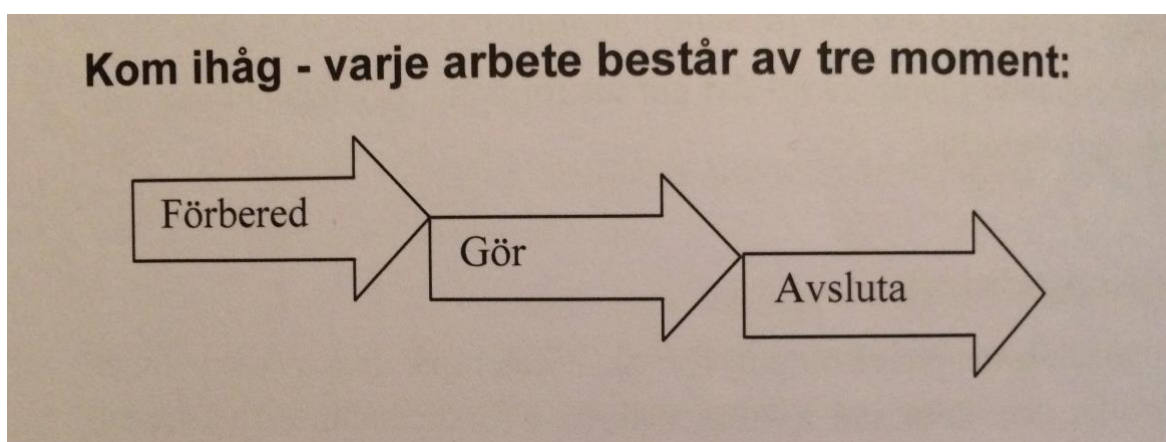 Kom ihåg - varje arbete består av tre moment:
Förbered
Gör
Avsluta